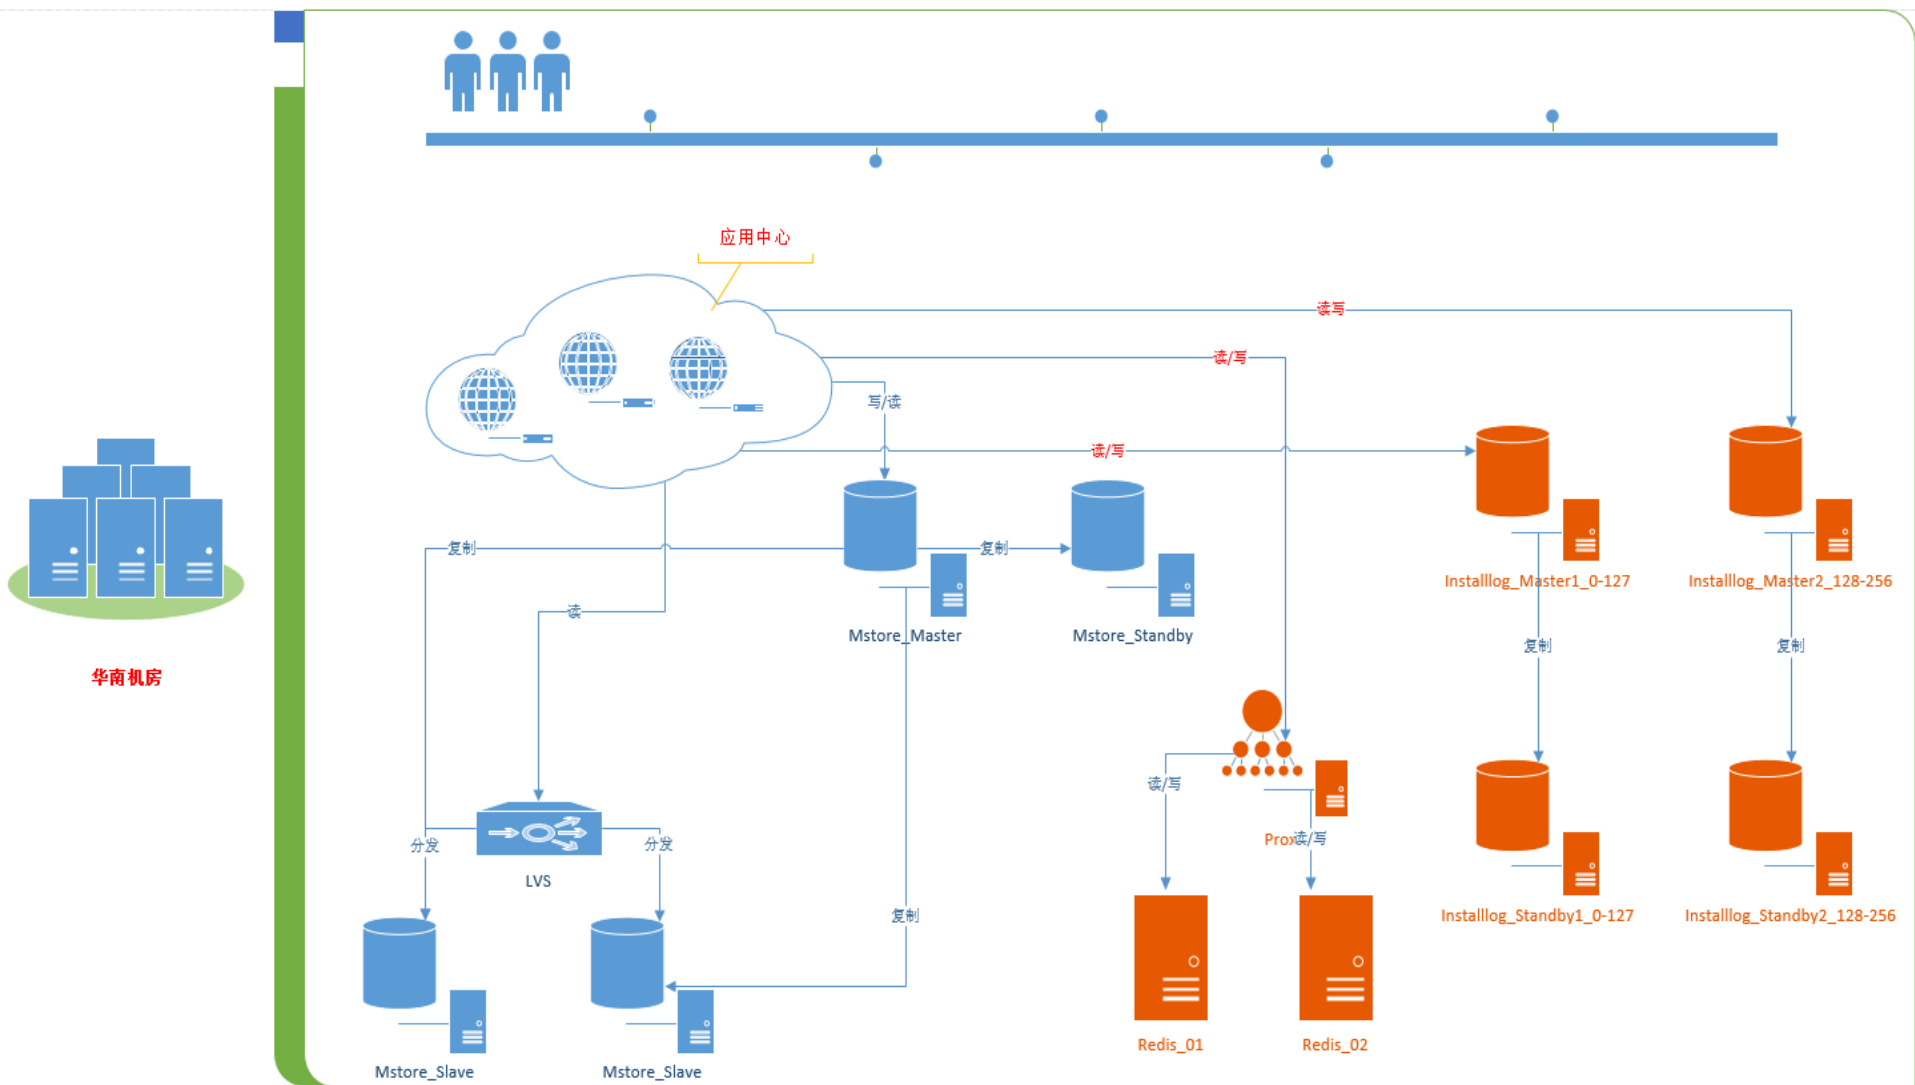 应用中心
读写
读/写
写/读
读/写
复制
复制
Installlog_Master1_0-127
Installlog_Master2_128-256
读
Mstore_Master
Mstore_Standby
复制
复制
华南机房
读/写
读/写
分发
分发
LVS
复制
Installlog_Standby1_0-127
Installlog_Standby2_128-256
Redis_01
Redis_02
Mstore_Slave
Mstore_Slave